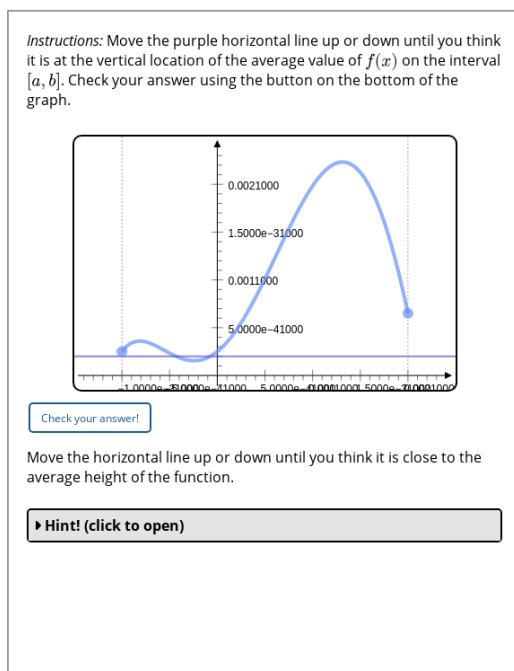 Instructions: Move the purple horizontal line up or down until you think
it is at the vertical location of the average value of f(x) on the interval
[a, b]. Check your answer using the button on the bottom of the
graph.
0.0021000
1.5000e−31000
0.0011000
5.0000e−41000
Check your answer!
Move the horizontal line up or down until you think it is close to the
average height of the function.
Hint! (click to open)